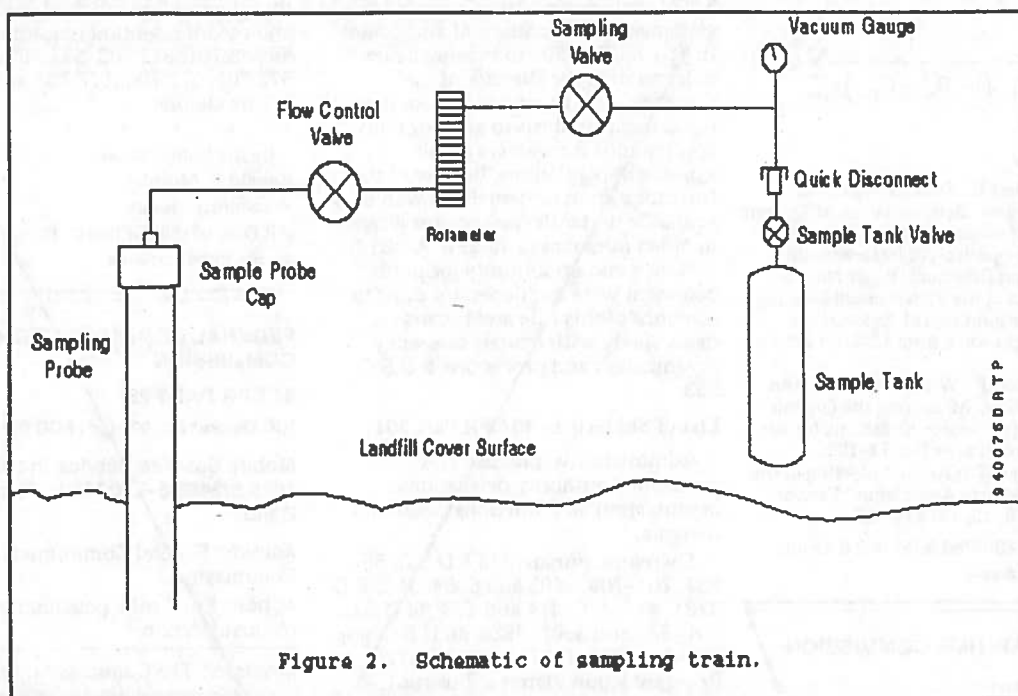 Sampling
Valve
Vacuum Gauge
Flow Control
Valve
Rotameter
Quick Disconnect
Sample Tank Valve
Sample Probe
Cap
Sampling
Probe
Sample Tank
Landfill Cover Surface
940076DRTP
Figure 2. Schematic of sampling train.